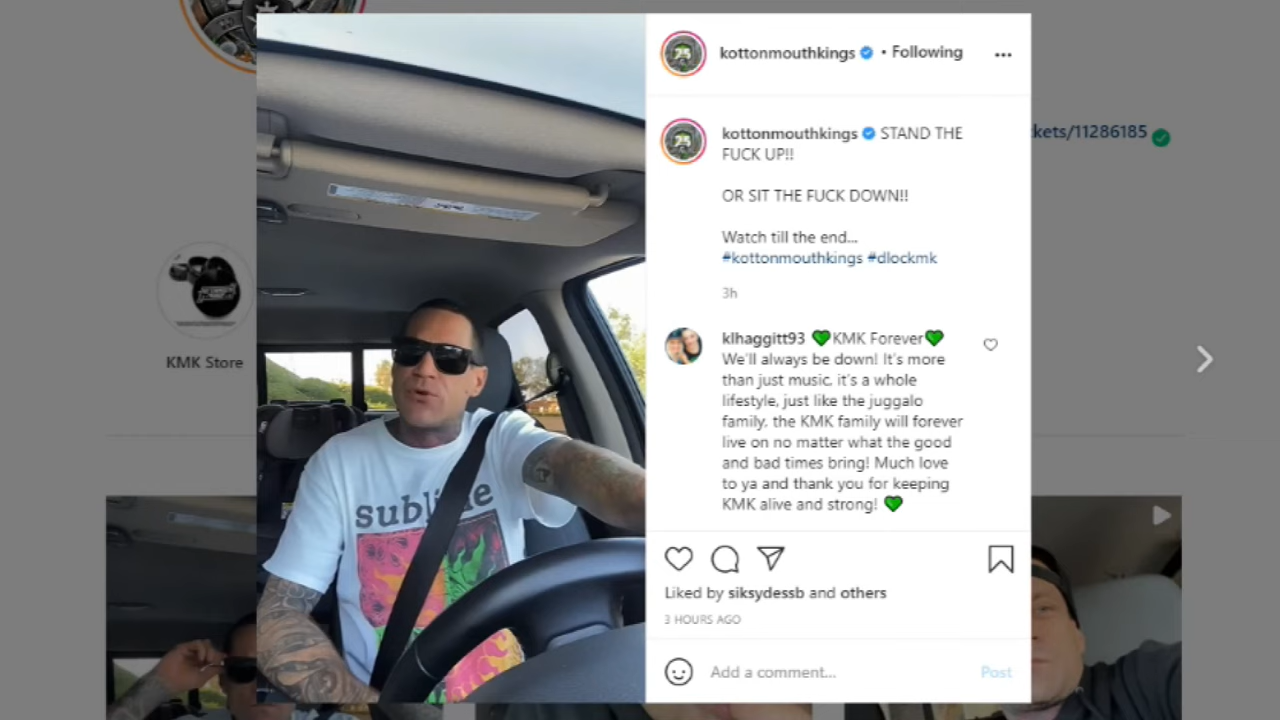 kottonmouthkings • Following
kottonmouthkings STAND THE
FUCK UP!!
OR SIT THE FUCK DOWN!!
Watch till the end...
#kottonmouthkings #dlockmk
3h
klhaggitt93 💚KMK Forever💚
We'll always be down! It's more
than just music, it's a whole
lifestyle, just like the juggalo
family, the KMK family will forever
live on no matter what the good
and bad times bring! Much love
to ya and thank you for keeping
KMK alive and strong! 💚
Liked by siksydessb and others
3 HOURS AGO
Add a comment...
Post
kets/11286185
KMK Store
sublime
25
25